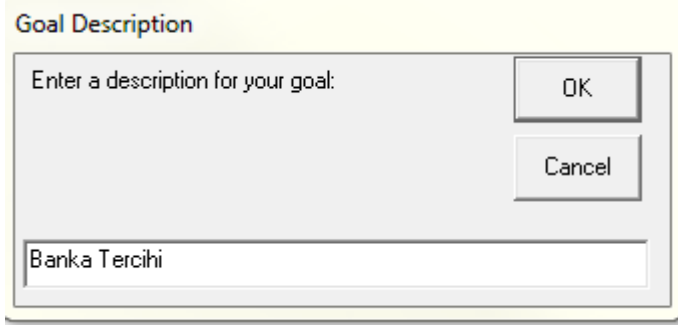 Goal Description
Enter a description for your goal:
OK
Cancel
Banka Tercihi